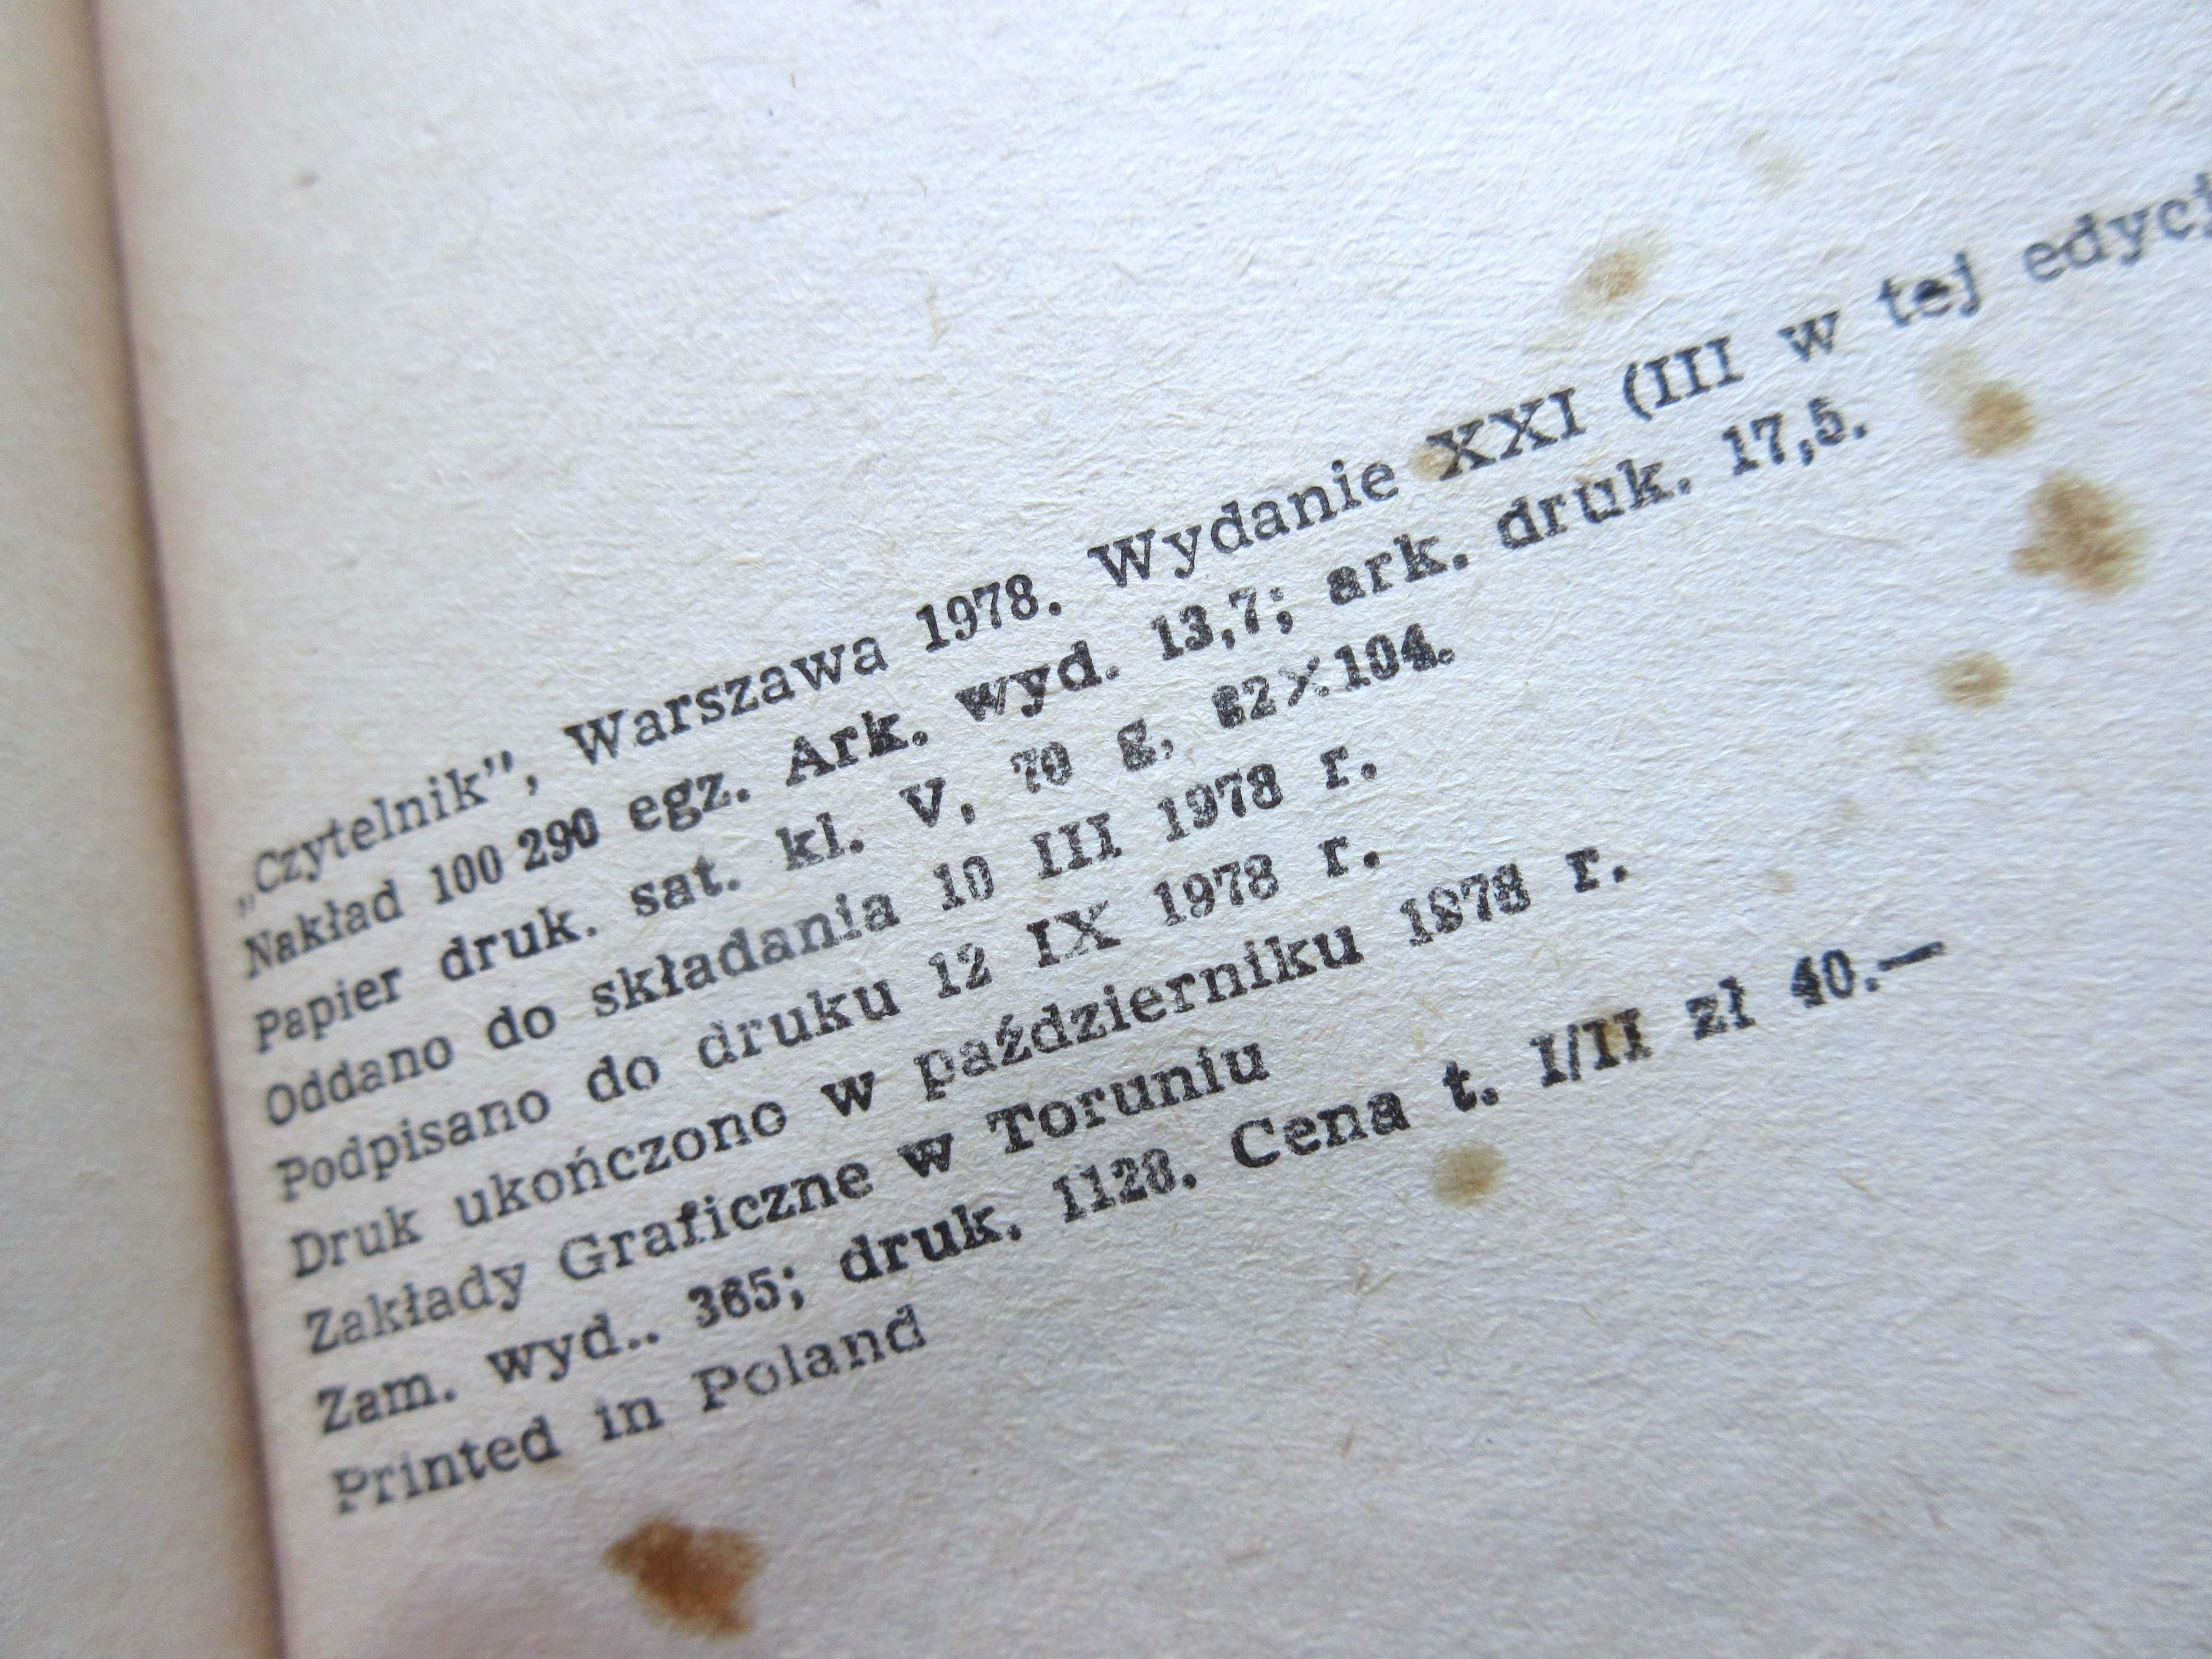 „Czytelnik", Warszawa 1978. Wydanie XXI (III w tej edycj
Nakład 100 290 egz. Ark. wyd. 13,7; ark. druk. 17,5.
Papier druk. sat. kl. V, 70 g, 82×104.
Oddano do składania 10 III 1978 r.
Podpisano do druku 12 IX 1978 r.
Druk ukończono w październiku 1978 r.
Zakłady Graficzne w Toruniu
Zam. wyd.. 365; druk. 1128. Cena t. I/II zł 40.—
Printed in Poland